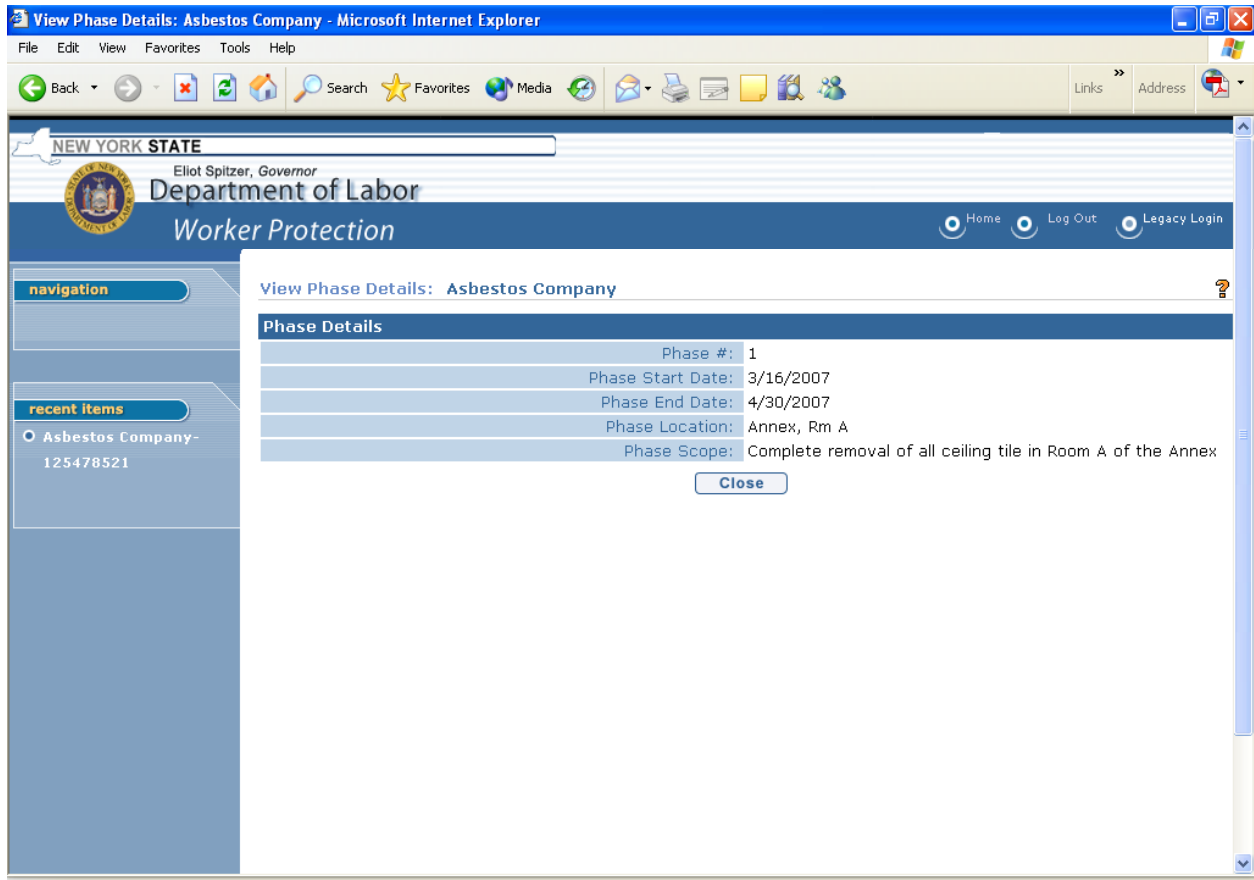 View Phase Details: Asbestos Company - Microsoft Internet Explorer
File Edit View Favorites Tools Help
Back Search Favorites Media Links » Address
NEW YORK STATE
Eliot Spitzer, Governor
Department of Labor
Worker Protection
Home Log Out Legacy Login
navigation
View Phase Details: Asbestos Company
?
Phase Details
Phase #: 1
Phase Start Date: 3/16/2007
Phase End Date: 4/30/2007
Phase Location: Annex, Rm A
Phase Scope: Complete removal of all ceiling tile in Room A of the Annex
Close
recent items
Asbestos Company-
125478521